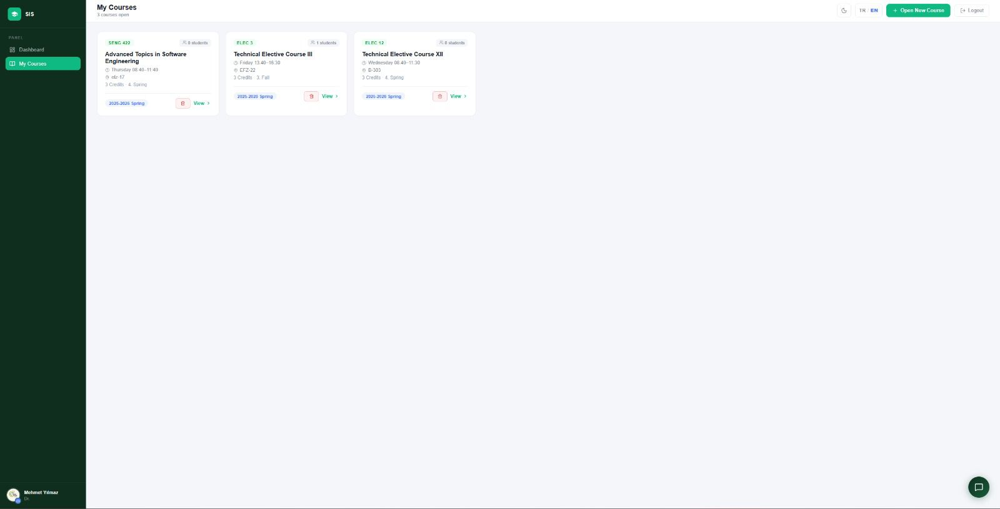 SIS
PANEL
Dashboard
My Courses
My Courses
3 courses open
TR / EN
+ Open New Course
Logout
SENG 422
0 students
Advanced Topics in Software
Engineering
Thursday 08:40–11:40
efz-17
3 Credits · 4. Spring
2025-2026 Spring
View >
ELEC 3
1 students
Technical Elective Course III
Friday 13:40–16:30
EFZ-22
3 Credits · 3. Fall
2025-2026 Spring
View >
ELEC 12
0 students
Technical Elective Course XII
Wednesday 08:40–11:30
B-303
3 Credits · 4. Spring
2025-2026 Spring
View >
Mehmet Yılmaz
Dr.